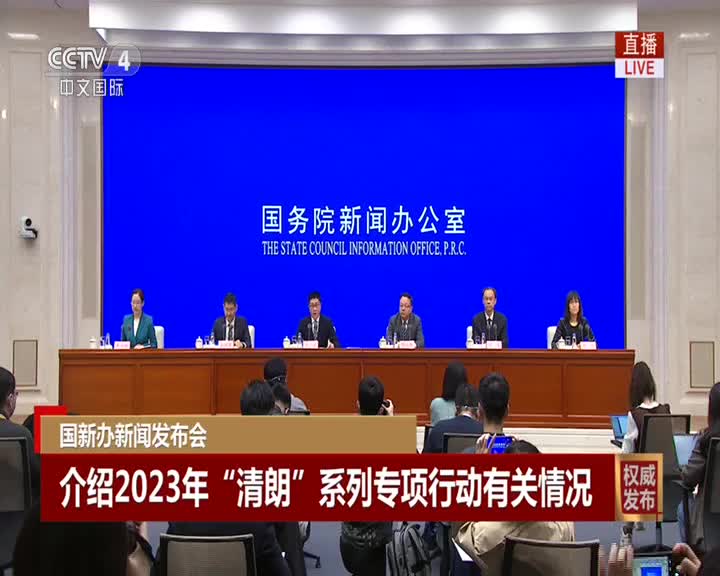 CCTV 4
中文国际
直播
LIVE
国务院新闻办公室
THE STATE COUNCIL INFORMATION OFFICE, P.R.C.
国新办新闻发布会
介绍2023年“清朗”系列专项行动有关情况
权威
发布